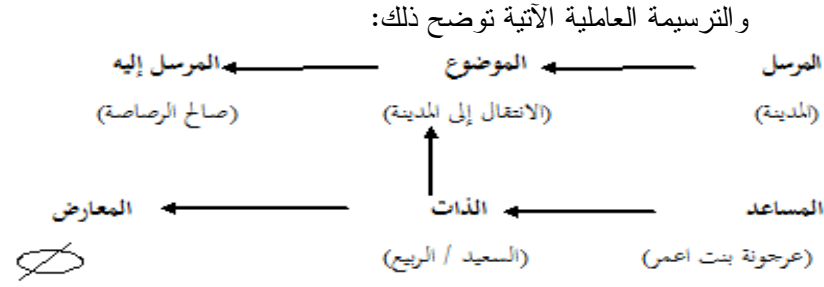 والترسيمة العاملية الآتية توضح ذلك:
المرسل الموضوع المرسل إليه
(المدينة) (الانتقال إلى المدينة) (صالح الرصاصة)
المساعد الذات المعارض
(عرجونة بنت اعمر) (السعيد / الربيع)